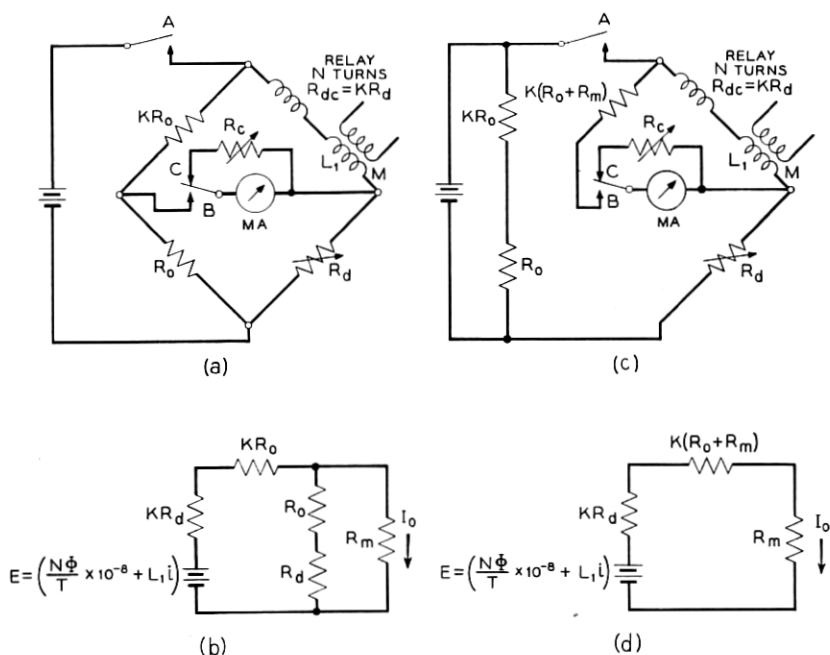 A
RELAY
N TURNS
Rdc=KRd
KRo
Rc
L1
C
B
M
MA
Ro
Rd
(a)
A
RELAY
N TURNS
Rdc=KRd
K(Ro+Rm)
KRo
Rc
L1
C
B
M
MA
Ro
Rd
(c)
KRo
KRd
Ro
Rm
Io
Rd
E=(NΦ/T ×10⁻⁸ + L1i)
(b)
K(Ro+Rm)
KRd
Rm
Io
E=(NΦ/T ×10⁻⁸ + L1i)
(d)